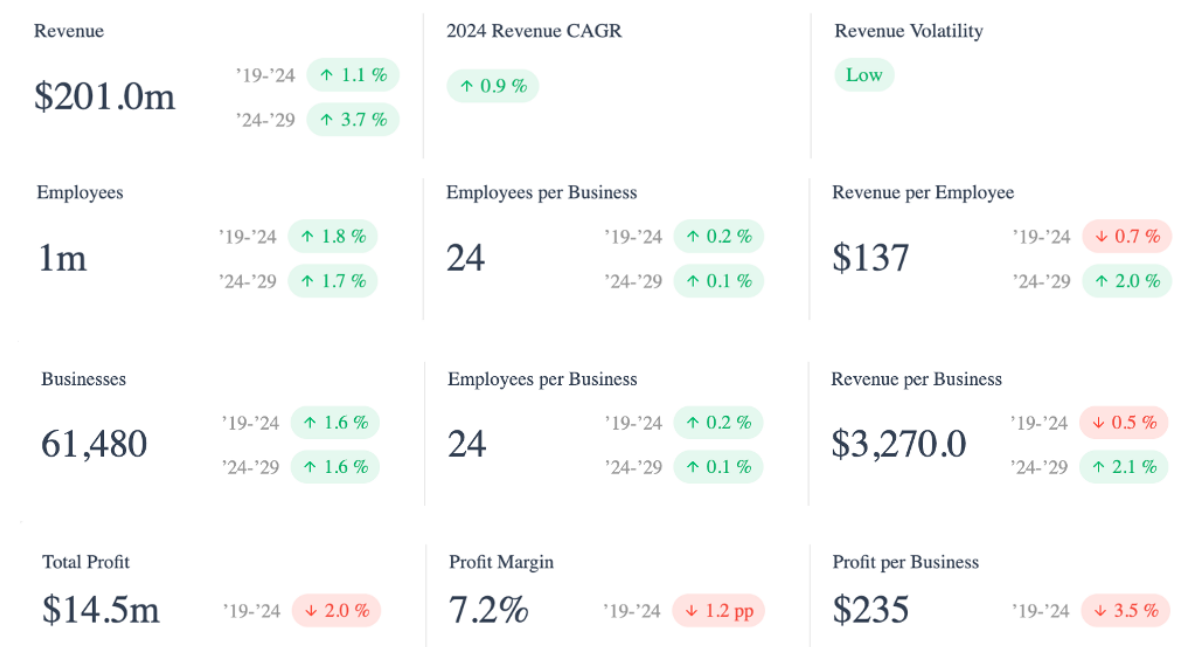 Revenue
$201.0m
’19-’24 ↑ 1.1 %
’24-’29 ↑ 3.7 %
2024 Revenue CAGR
↑ 0.9 %
Revenue Volatility
Low
Employees
1m
’19-’24 ↑ 1.8 %
’24-’29 ↑ 1.7 %
Employees per Business
24
’19-’24 ↑ 0.2 %
’24-’29 ↑ 0.1 %
Revenue per Employee
$137
’19-’24 ↓ 0.7 %
’24-’29 ↑ 2.0 %
Businesses
61,480
’19-’24 ↑ 1.6 %
’24-’29 ↑ 1.6 %
Employees per Business
24
’19-’24 ↑ 0.2 %
’24-’29 ↑ 0.1 %
Revenue per Business
$3,270.0
’19-’24 ↓ 0.5 %
’24-’29 ↑ 2.1 %
Total Profit
$14.5m
’19-’24 ↓ 2.0 %
Profit Margin
7.2%
’19-’24 ↓ 1.2 pp
Profit per Business
$235
’19-’24 ↓ 3.5 %